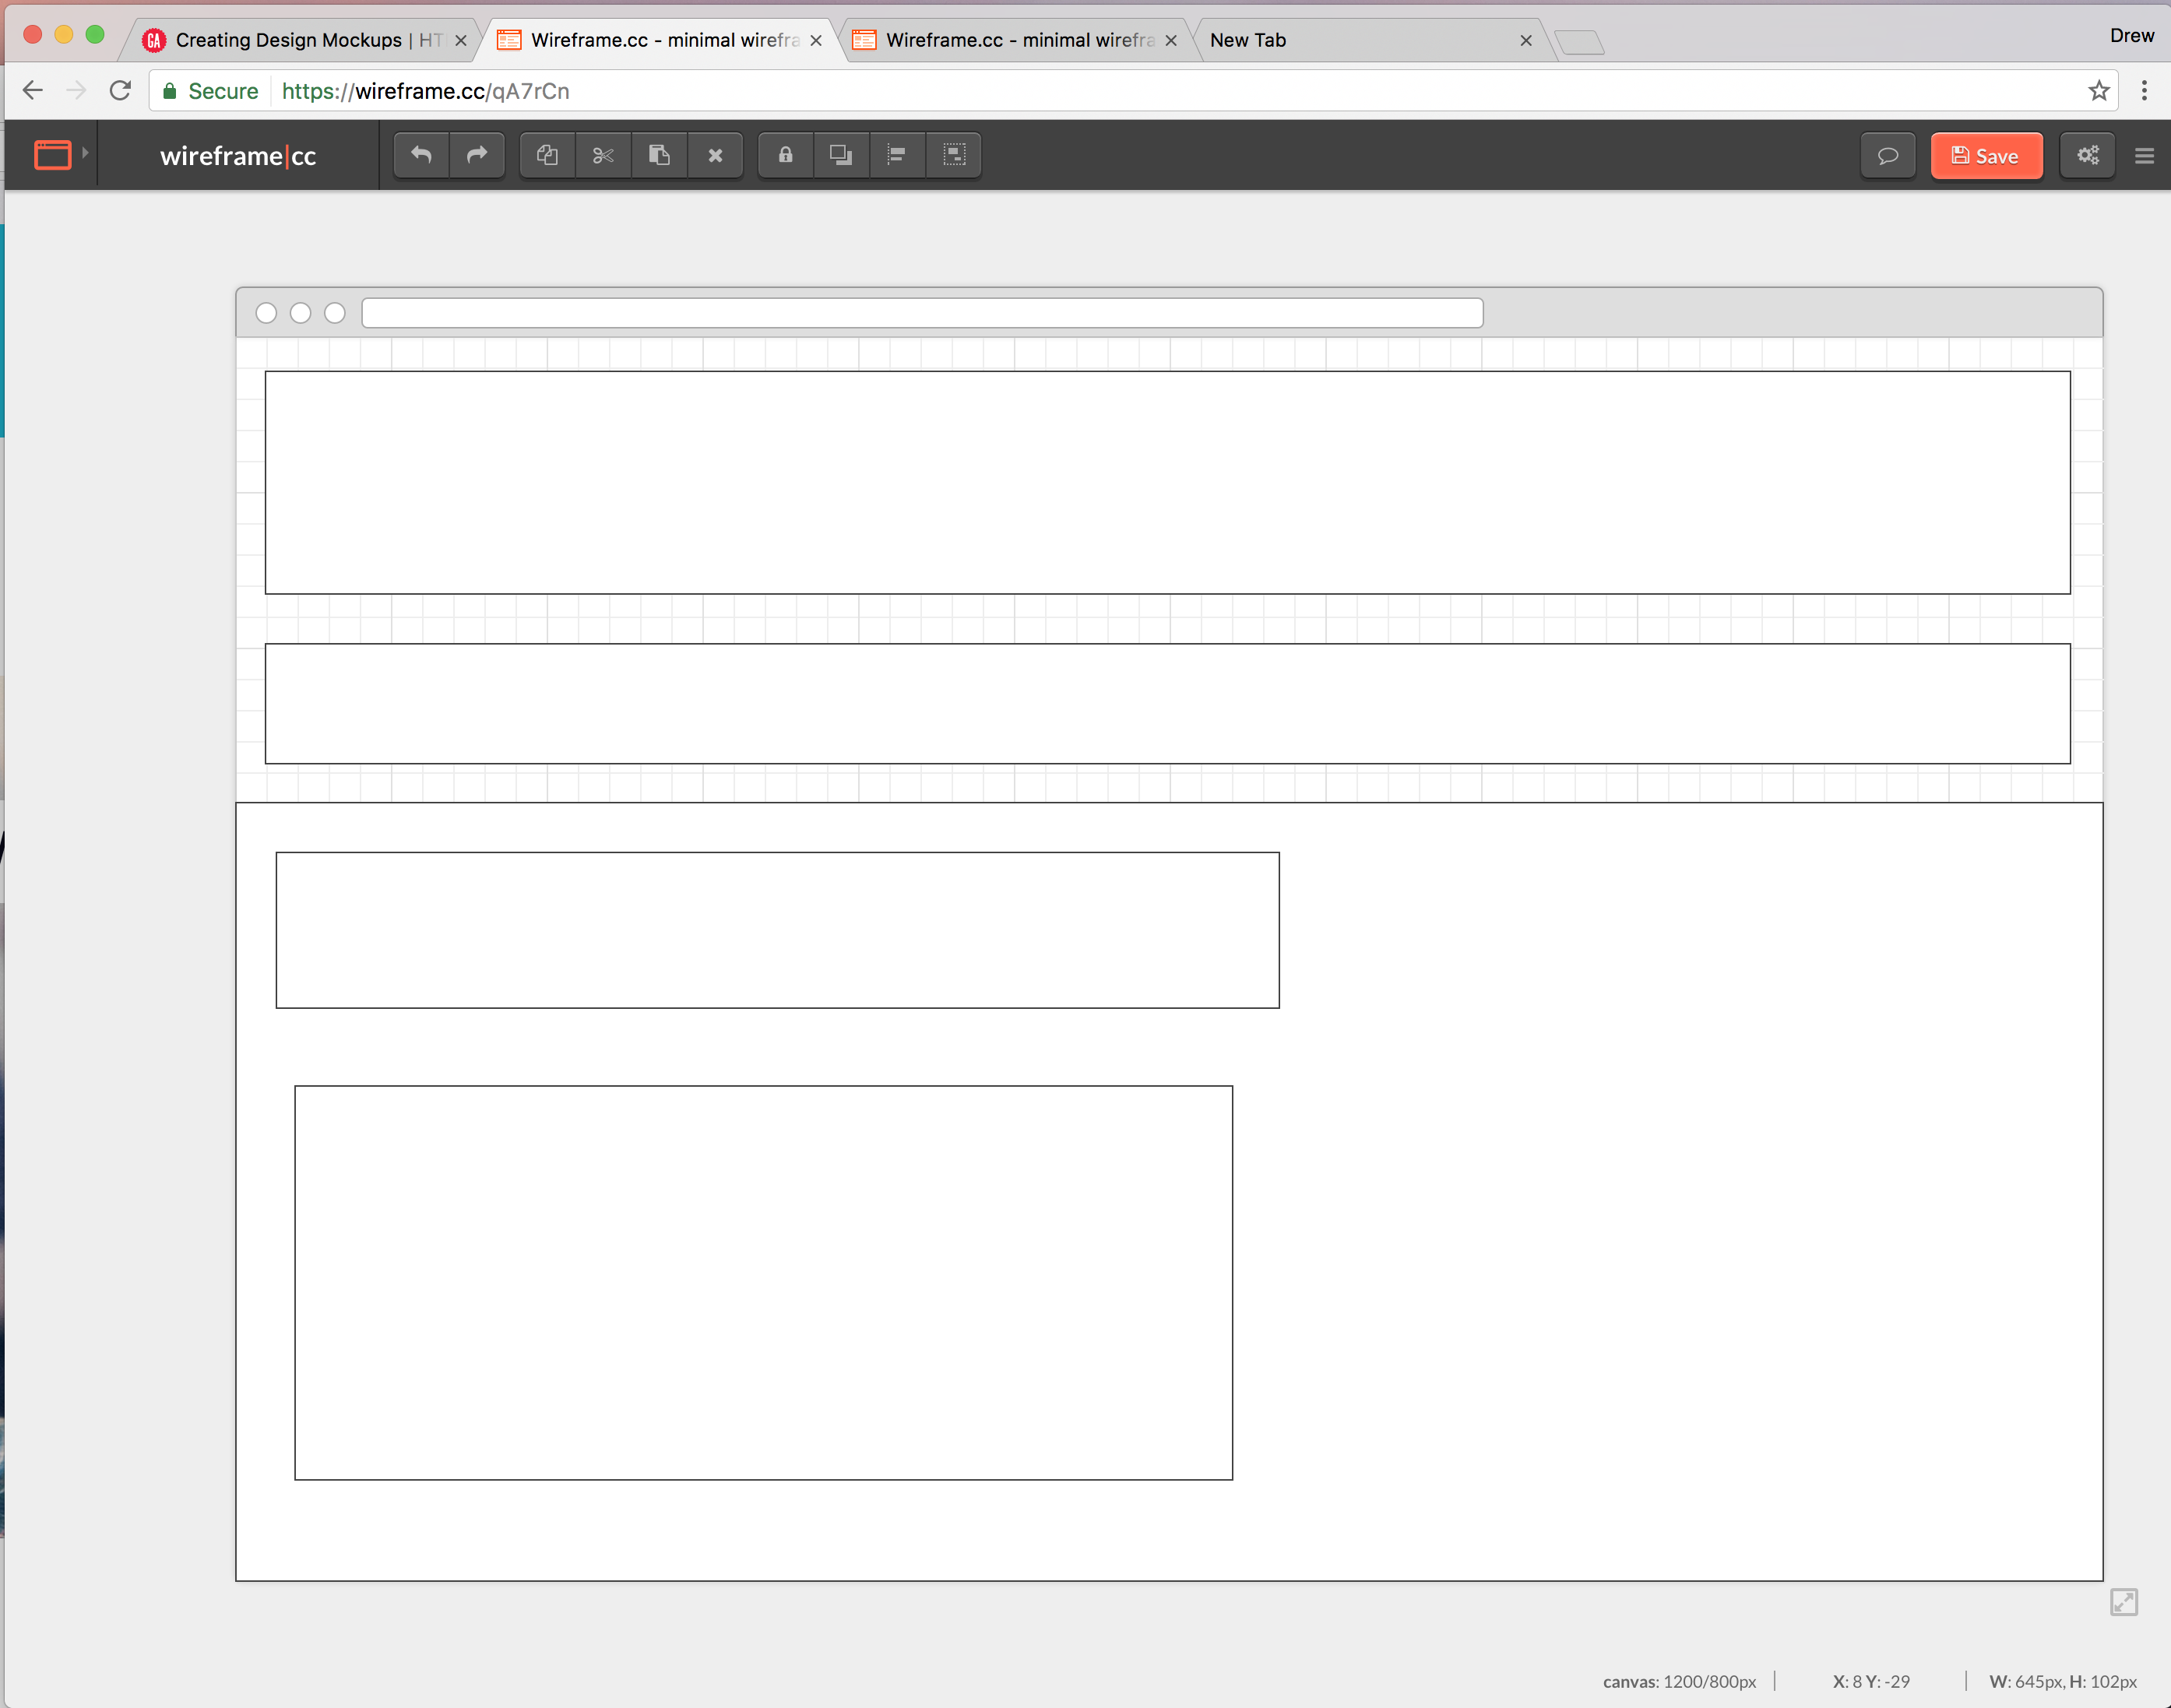 Creating Design Mockups | HT
Wireframe.cc - minimal wirefra
Wireframe.cc - minimal wirefra
New Tab
Drew
Secure
https://wireframe.cc/qA7rCn
wireframe|cc
Save
canvas: 1200/800px
X: 8 Y: -29
W: 645px, H: 102px